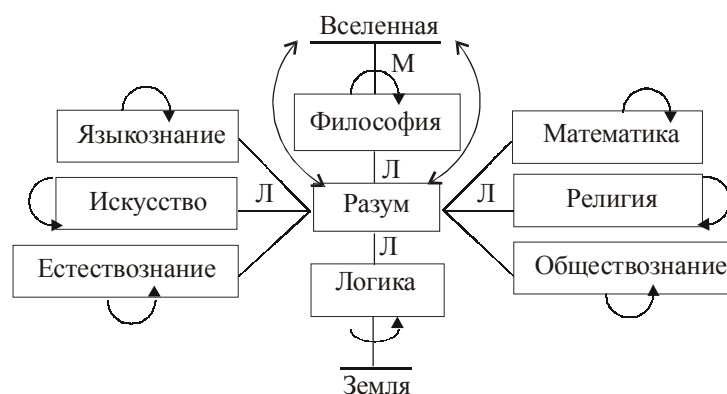 Вселенная
М
Философия
Языкознание
Математика
Л
Искусство
Л
Разум
Л
Религия
Л
Естествознание
Логика
Обществознание
Земля